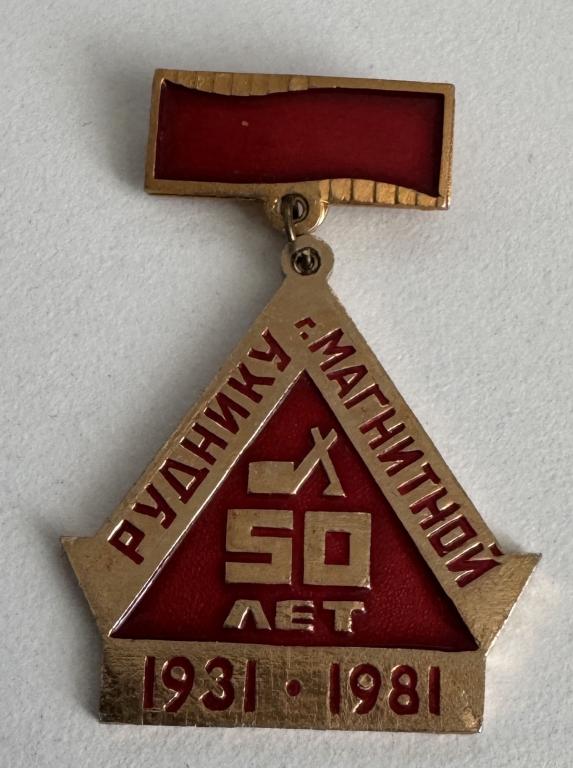 РУДНИКУ
г. МАГНИТНОЙ
50
ЛЕТ
1931 • 1981